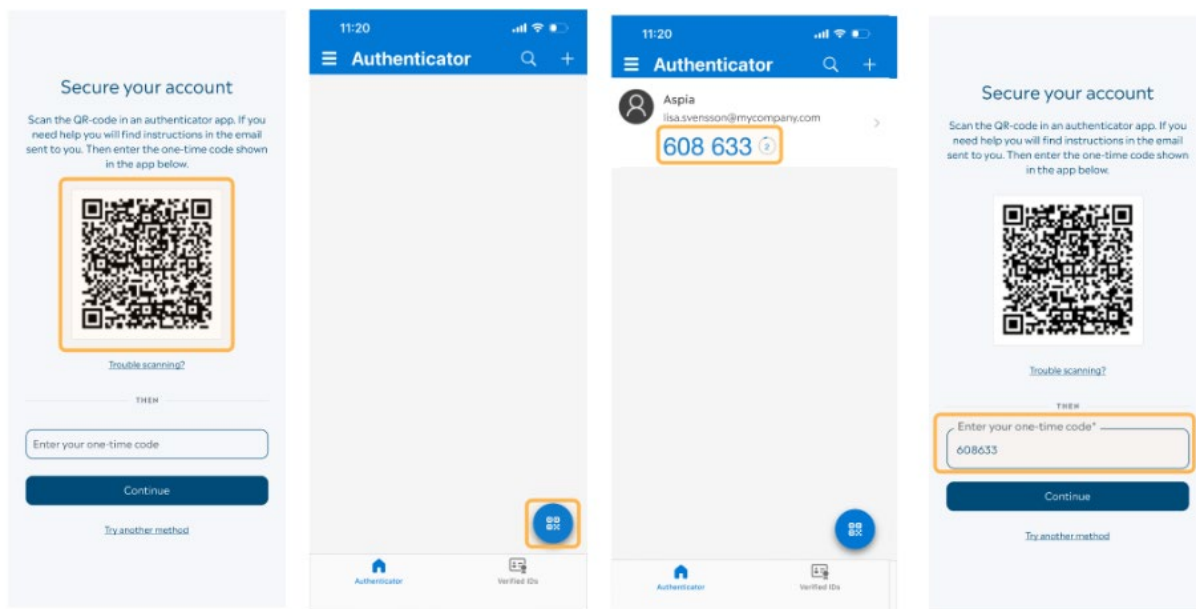 Secure your account
Scan the QR-code in an authenticator app. If you
need help you will find instructions in the email
sent to you. Then enter the one-time code shown
in the app below.
Trouble scanning?
THEN
Enter your one-time code
Continue
Try another method
11:20
Authenticator
Authenticator
Verified IDs
11:20
Authenticator
Aspia
lisa.svensson@mycompany.com
608 633
2
Authenticator
Verified IDs
Secure your account
Scan the QR-code in an authenticator app. If you
need help you will find instructions in the email
sent to you. Then enter the one-time code shown
in the app below.
Trouble scanning?
THEN
Enter your one-time code*
608633
Continue
Try another method